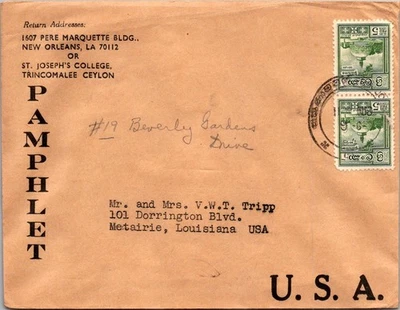 Return Addresses:
1607 PERE MARQUETTE BLDG.,
NEW ORLEANS, LA 70112
OR
ST. JOSEPH'S COLLEGE,
TRINCOMALEE CEYLON
PAMPHLET
#19 Beverly Gardens
Drive
Mr. and Mrs. V.W.T. Tripp
101 Dorrington Blvd.
Metairie, Louisiana USA
U. S. A.